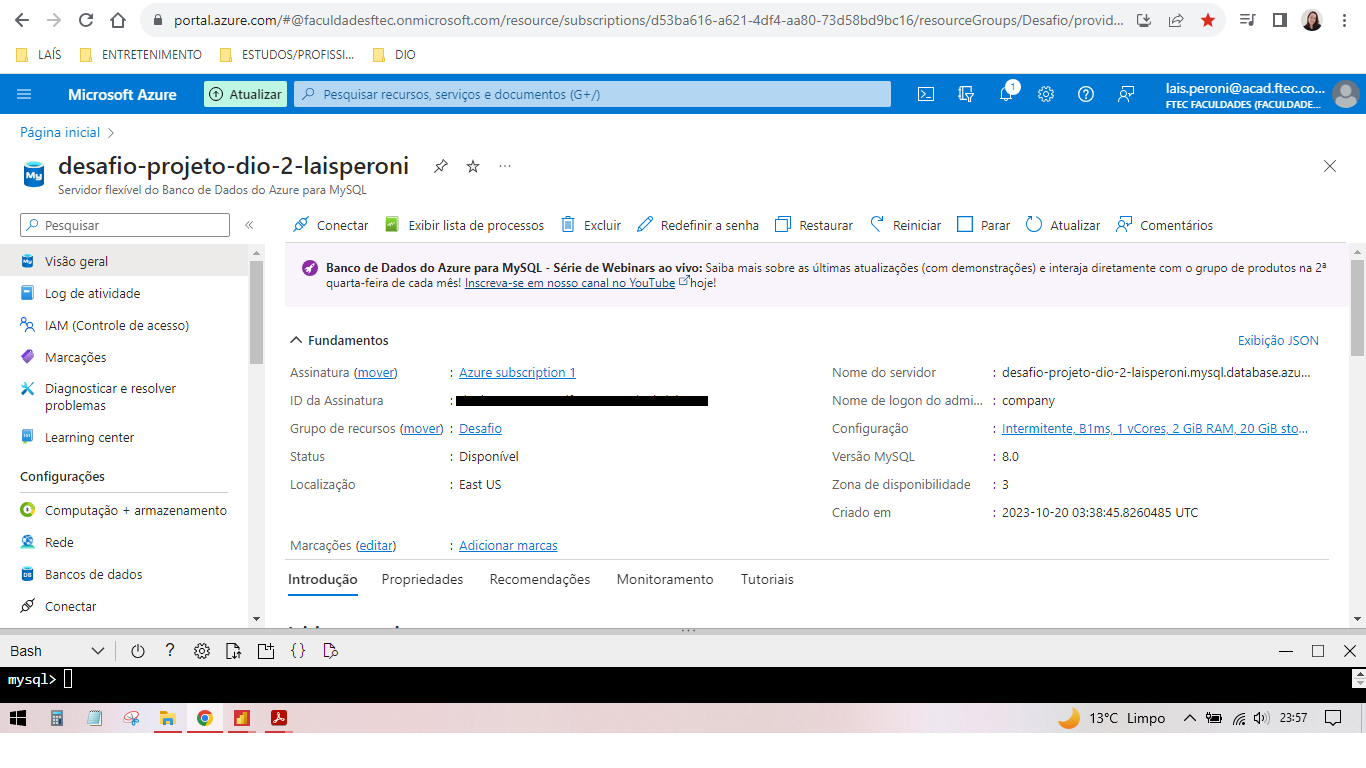 portal.azure.com/#@faculdadesftec.onmicrosoft.com/resource/subscriptions/d53ba616-a621-4df4-aa80-73d58bd9bc16/resourceGroups/Desafio/provid...
LAÍS ENTRETENIMENTO ESTUDOS/PROFISSI... DIO
Microsoft Azure Atualizar Pesquisar recursos, serviços e documentos (G+/) 1 lais.peroni@acad.ftec.co...
FTEC FACULDADES (FACULDADE...
Página inicial >
desafio-projeto-dio-2-laisperoni ...
Servidor flexível do Banco de Dados do Azure para MySQL
Pesquisar «
Conectar Exibir lista de processos Excluir Redefinir a senha Restaurar Reiniciar Parar Atualizar Comentários
Visão geral
Log de atividade
IAM (Controle de acesso)
Marcações
Diagnosticar e resolver
problemas
Learning center
Configurações
Computação + armazenamento
Rede
Bancos de dados
Conectar
Banco de Dados do Azure para MySQL - Série de Webinars ao vivo: Saiba mais sobre as últimas atualizações (com demonstrações) e interaja diretamente com o grupo de produtos na 2ª
quarta-feira de cada mês! Inscreva-se em nosso canal no YouTube hoje!
Fundamentos Exibição JSON
Assinatura (mover) : Azure subscription 1
ID da Assinatura :
Grupo de recursos (mover) : Desafio
Status : Disponível
Localização : East US
Nome do servidor : desafio-projeto-dio-2-laisperoni.mysql.database.azu...
Nome de logon do admi... : company
Configuração : Intermitente, B1ms, 1 vCores, 2 GiB RAM, 20 GiB sto...
Versão MySQL : 8.0
Zona de disponibilidade : 3
Criado em : 2023-10-20 03:38:45.8260485 UTC
Marcações (editar) : Adicionar marcas
Introdução Propriedades Recomendações Monitoramento Tutoriais
Bash ? {}
mysql>
13°C Limpo 23:57